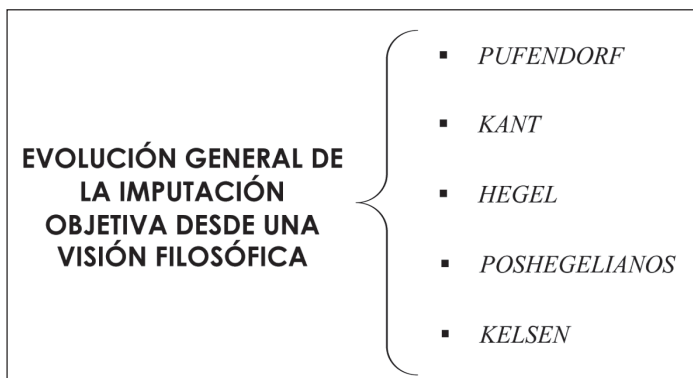 EVOLUCIÓN GENERAL DE
LA IMPUTACIÓN
OBJETIVA DESDE UNA
VISIÓN FILOSÓFICA
▪ PUFENDORF
▪ KANT
▪ HEGEL
▪ POSHEGELIANOS
▪ KELSEN